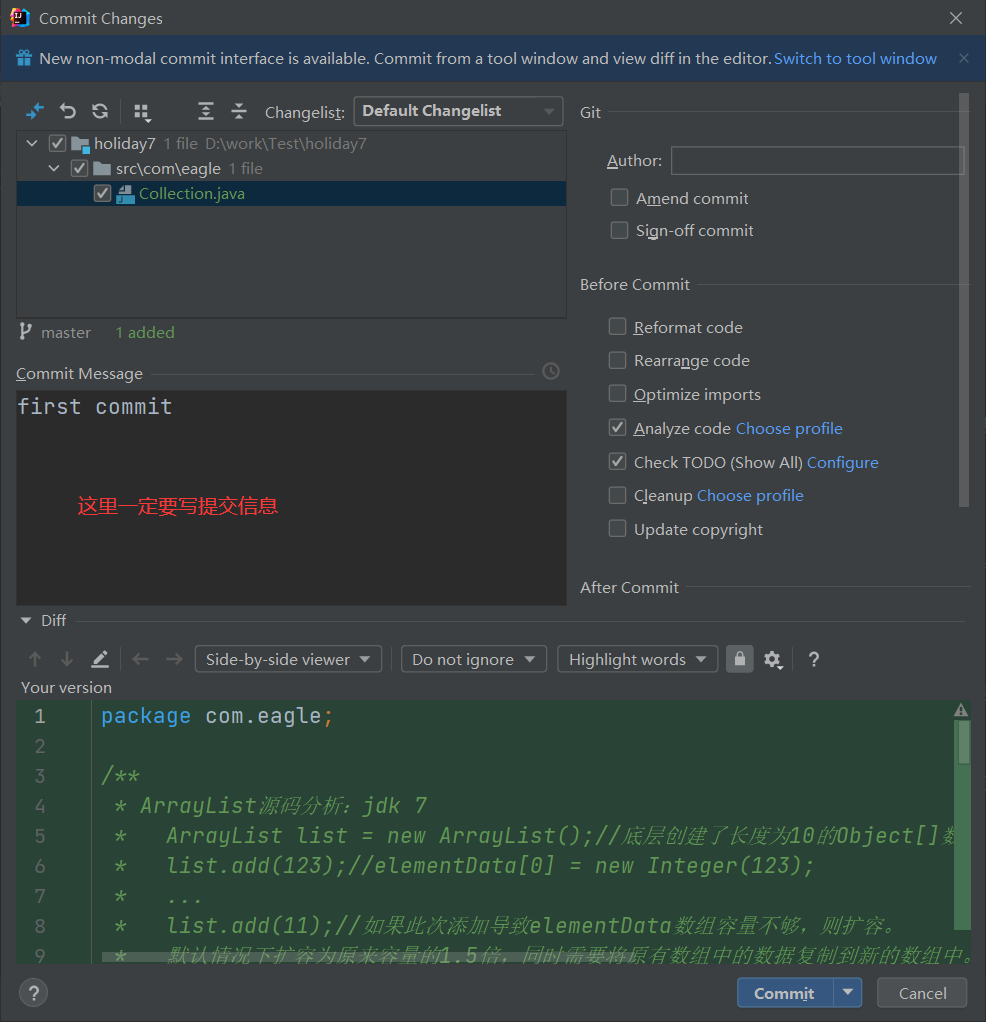 Commit Changes
New non-modal commit interface is available. Commit from a tool window and view diff in the editor. Switch to tool window
Changelist: Default Changelist
holiday7 1 file D:\work\Test\holiday7
src\com\eagle 1 file
Collection.java
master 1 added
Commit Message
first commit
这里一定要写提交信息
Git
Author:
Amend commit
Sign-off commit
Before Commit
Reformat code
Rearrange code
Optimize imports
Analyze code Choose profile
Check TODO (Show All) Configure
Cleanup Choose profile
Update copyright
After Commit
Diff
Side-by-side viewer Do not ignore Highlight words ?
Your version
1 package com.eagle;
2
3 /**
4 * ArrayList源码分析：jdk 7
5 * ArrayList list = new ArrayList();//底层创建了长度为10的Object[]数
6 * list.add(123);//elementData[0] = new Integer(123);
7 * ...
8 * list.add(11);//如果此次添加导致elementData数组容量不够，则扩容。
9 * 默认情况下扩容为原来容量的1.5倍，同时需要将原有数组中的数据复制到新的数组中。
? Commit Cancel